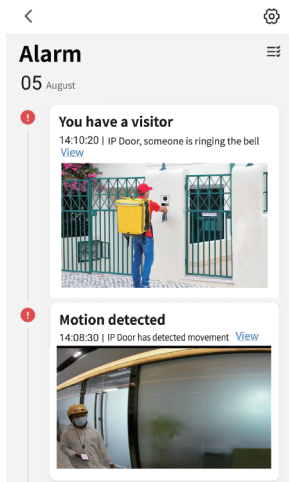 Alarm
05 August
You have a visitor
14:10:20 | IP Door, someone is ringing the bell
View
Motion detected
14:08:30 | IP Door has detected movement View